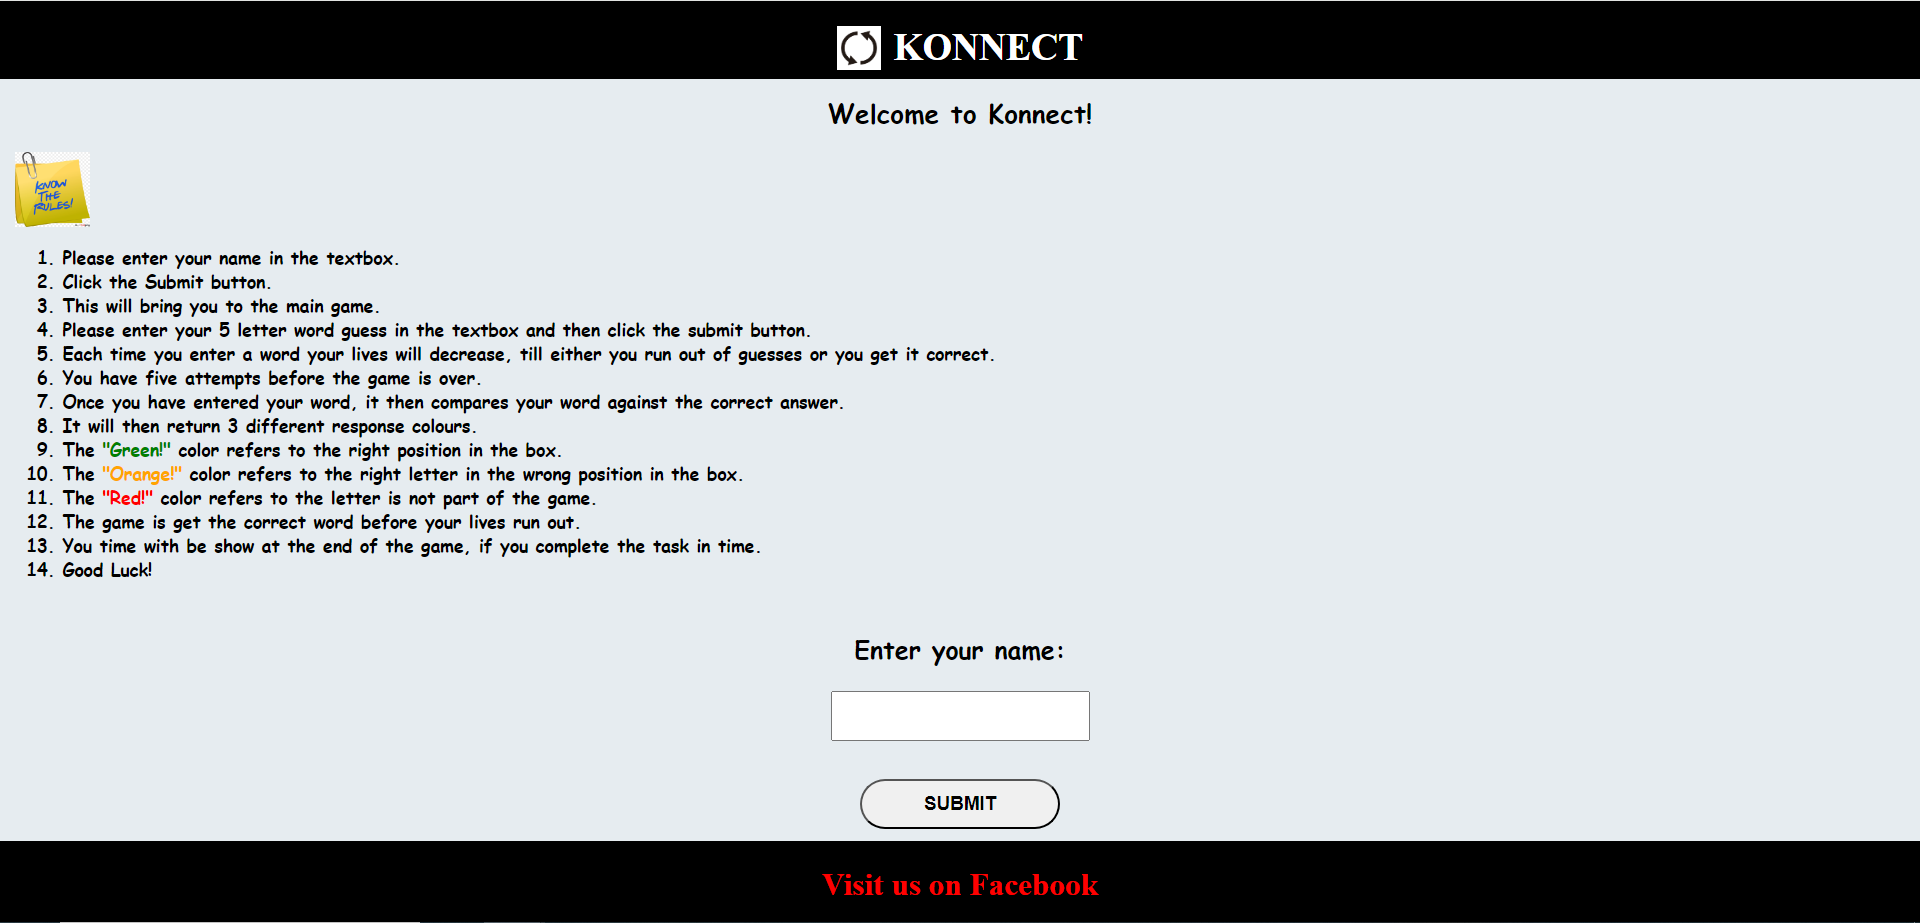 KONNECT
Welcome to Konnect!
KNOW
THE
RULES!
1. Please enter your name in the textbox.
2. Click the Submit button.
3. This will bring you to the main game.
4. Please enter your 5 letter word guess in the textbox and then click the submit button.
5. Each time you enter a word your lives will decrease, till either you run out of guesses or you get it correct.
6. You have five attempts before the game is over.
7. Once you have entered your word, it then compares your word against the correct answer.
8. It will then return 3 different response colours.
9. The "Green!" color refers to the right position in the box.
10. The "Orange!" color refers to the right letter in the wrong position in the box.
11. The "Red!" color refers to the letter is not part of the game.
12. The game is get the correct word before your lives run out.
13. You time with be show at the end of the game, if you complete the task in time.
14. Good Luck!
Enter your name:
SUBMIT
Visit us on Facebook